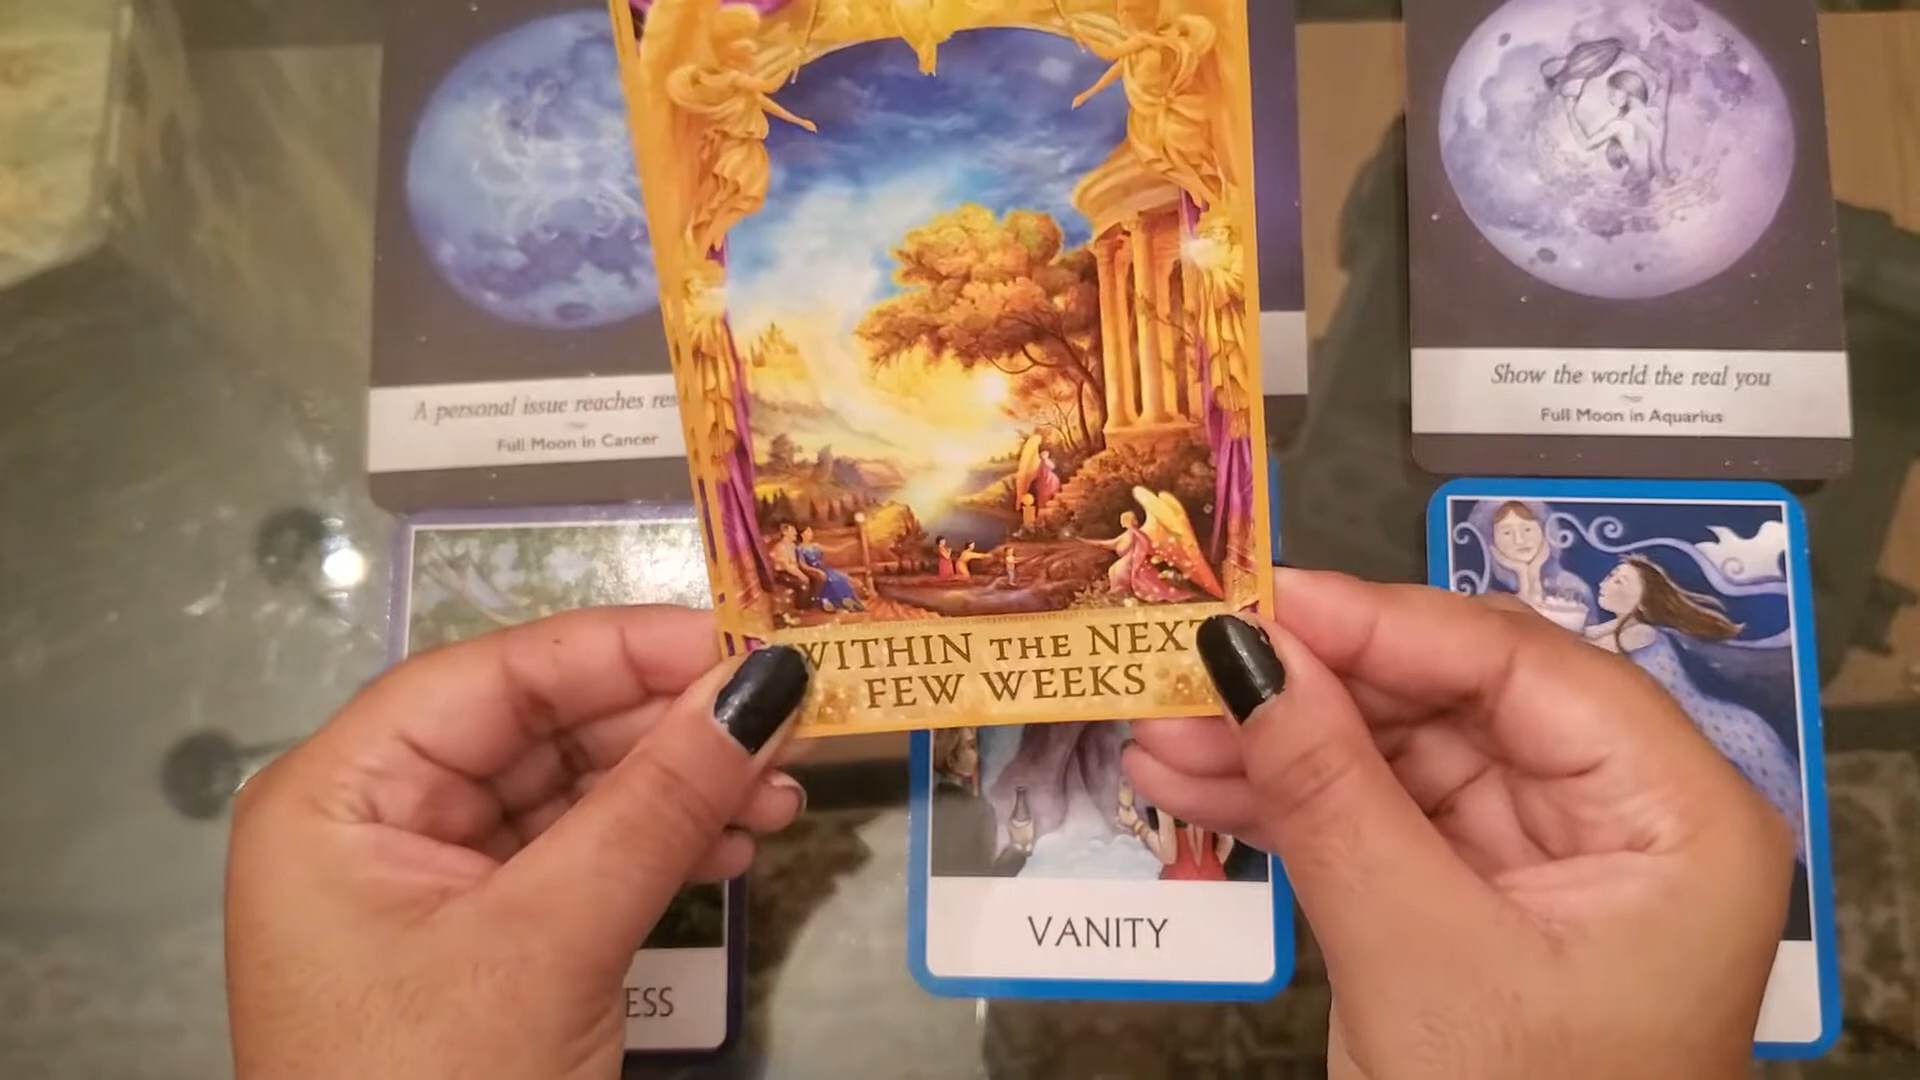 A personal issue reaches res
Full Moon in Cancer
Show the world the real you
Full Moon in Aquarius
WITHIN THE NEXT
FEW WEEKS
VANITY
ESS